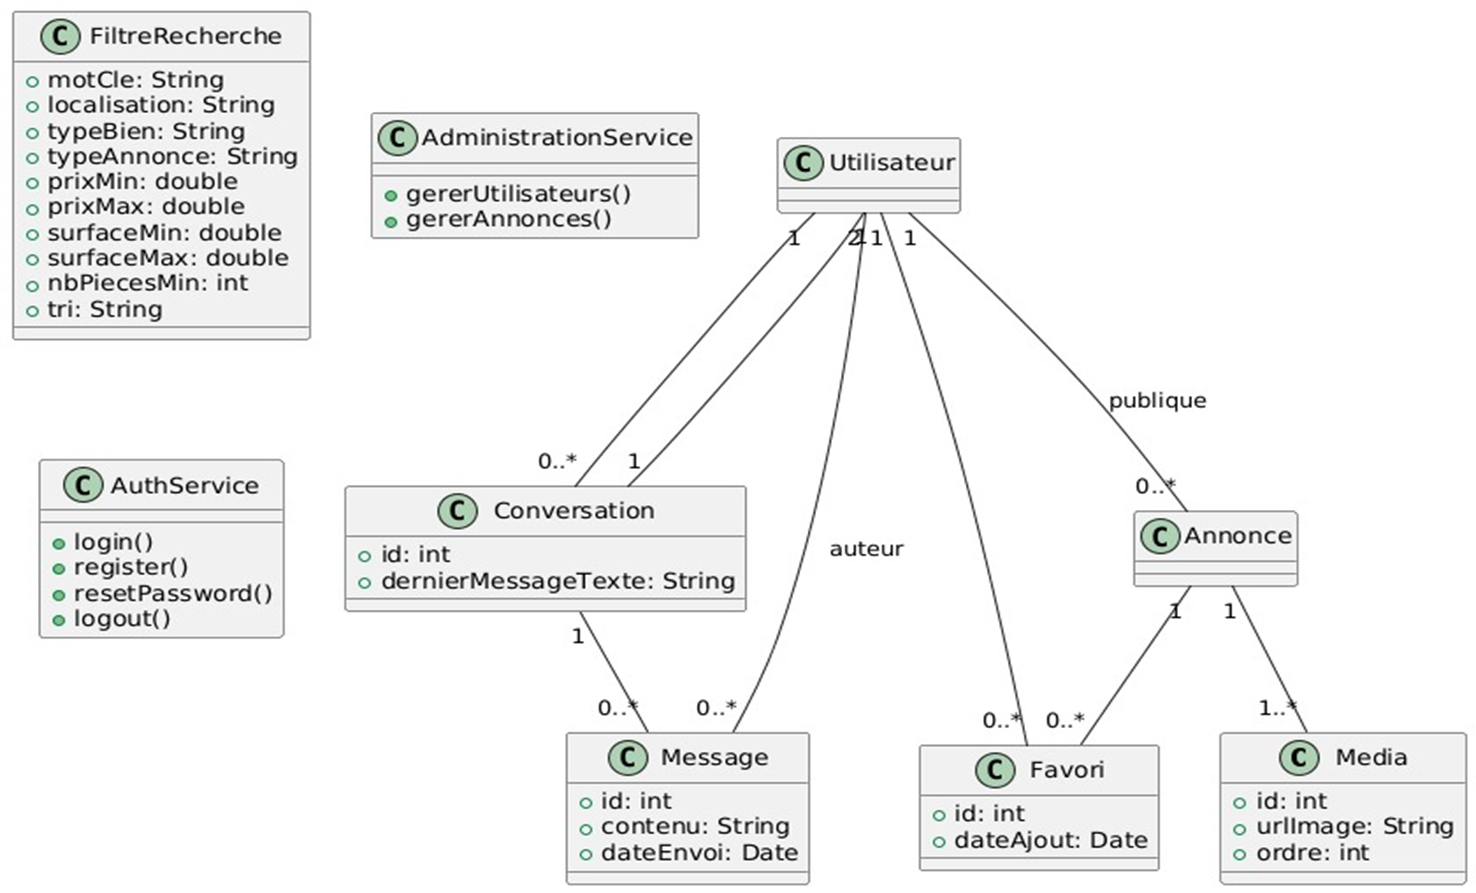 C FiltreRecherche
motCle: String
localisation: String
typeBien: String
typeAnnonce: String
prixMin: double
prixMax: double
surfaceMin: double
surfaceMax: double
nbPiecesMin: int
tri: String
C AdministrationService
gererUtilisateurs()
gererAnnonces()
C Utilisateur
1
2
1
1
1
publique
0..*
1
0..*
C AuthService
login()
register()
resetPassword()
logout()
C Conversation
id: int
dernierMessageTexte: String
auteur
C Annonce
1
1
1
0..*
0..*
0..*
0..*
1..*
C Message
id: int
contenu: String
dateEnvoi: Date
C Favori
id: int
dateAjout: Date
C Media
id: int
urlImage: String
ordre: int